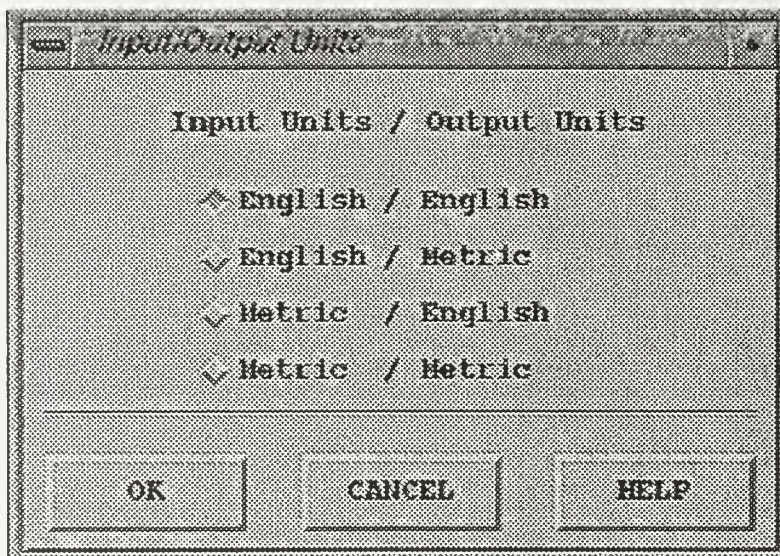 Input/Output Units
Input Units / Output Units
English / English
English / Metric
Metric / English
Metric / Metric
OK CANCEL HELP